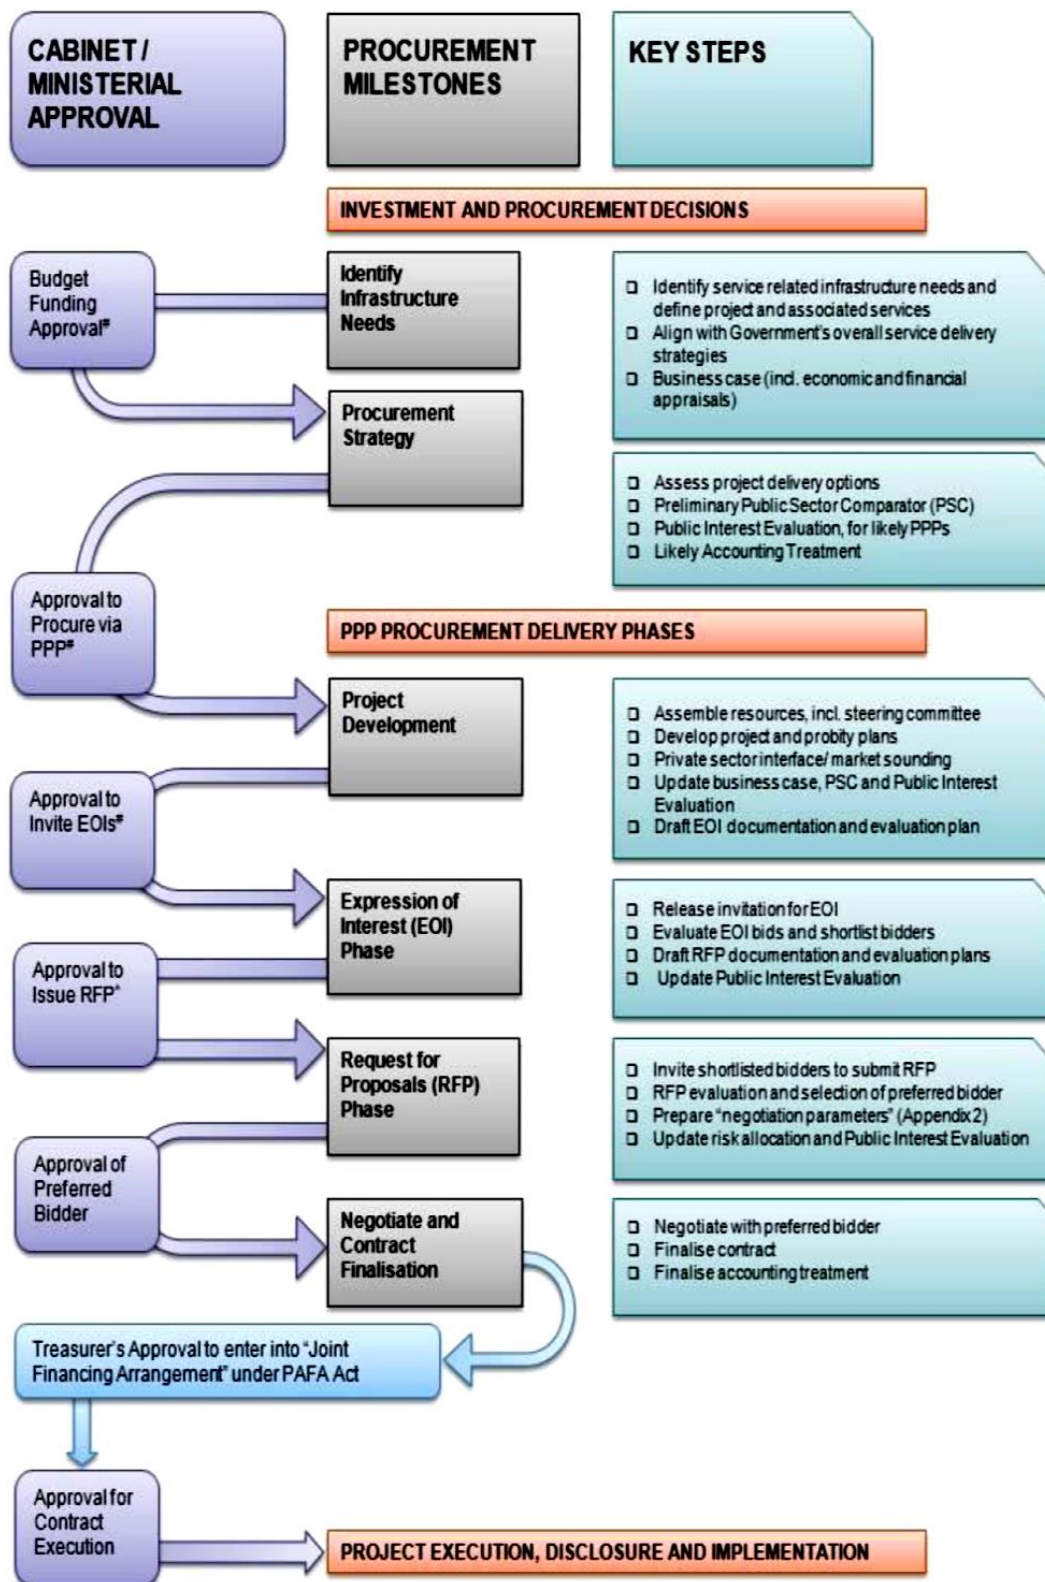 CABINET /
MINISTERIAL
APPROVAL
PROCUREMENT
MILESTONES
KEY STEPS
INVESTMENT AND PROCUREMENT DECISIONS
Budget
Funding
Approval#
Identify
Infrastructure
Needs
❑ Identify service related infrastructure needs and
define project and associated services
❑ Align with Government's overall service delivery
strategies
❑ Business case (incl. economic and financial
appraisals)
Procurement
Strategy
❑ Assess project delivery options
❑ Preliminary Public Sector Comparator (PSC)
❑ Public Interest Evaluation, for likely PPPs
❑ Likely Accounting Treatment
Approval to
Procure via
PPP#
PPP PROCUREMENT DELIVERY PHASES
Project
Development
❑ Assemble resources, incl. steering committee
❑ Develop project and probity plans
❑ Private sector interface/ market sounding
❑ Update business case, PSC and Public Interest
Evaluation
❑ Draft EOI documentation and evaluation plan
Approval to
Invite EOIs#
Expression of
Interest (EOI)
Phase
❑ Release invitation for EOI
❑ Evaluate EOI bids and shortlist bidders
❑ Draft RFP documentation and evaluation plans
❑ Update Public Interest Evaluation
Approval to
Issue RFP^
Request for
Proposals (RFP)
Phase
❑ Invite shortlisted bidders to submit RFP
❑ RFP evaluation and selection of preferred bidder
❑ Prepare "negotiation parameters" (Appendix 2)
❑ Update risk allocation and Public Interest Evaluation
Approval of
Preferred
Bidder
Negotiate and
Contract
Finalisation
❑ Negotiate with preferred bidder
❑ Finalise contract
❑ Finalise accounting treatment
Treasurer's Approval to enter into "Joint
Financing Arrangement" under PAFA Act
Approval for
Contract
Execution
PROJECT EXECUTION, DISCLOSURE AND IMPLEMENTATION